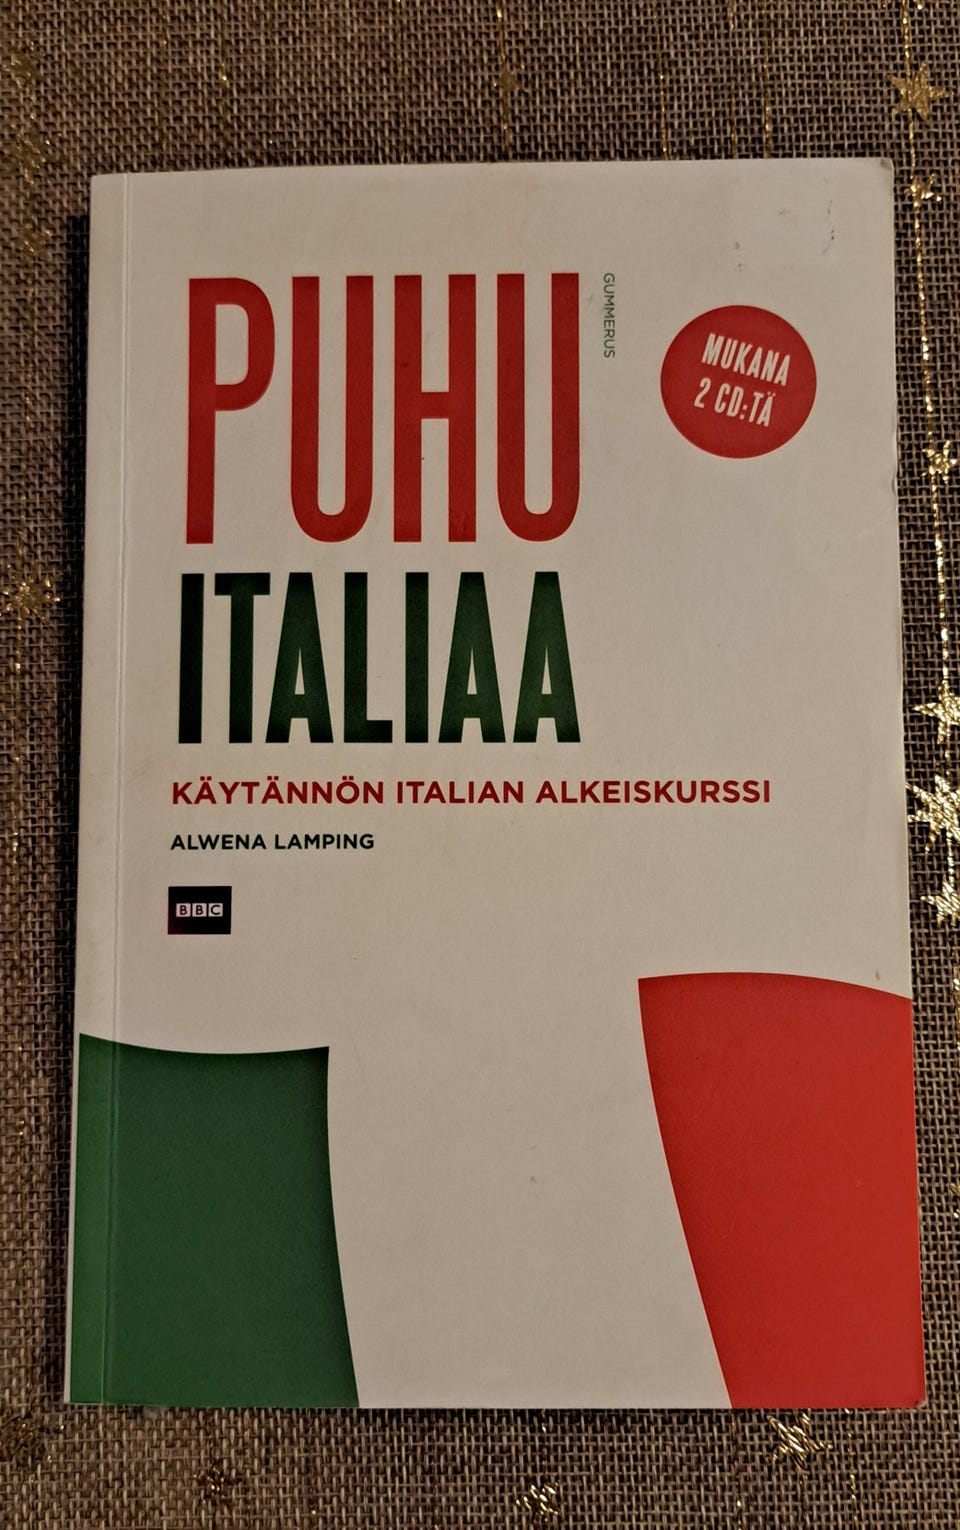 PUHU
GUMMERUS
MUKANA
2 CD:TÄ
ITALIAA
KÄYTÄNNÖN ITALIAN ALKEISKURSSI
ALWENA LAMPING
BBC